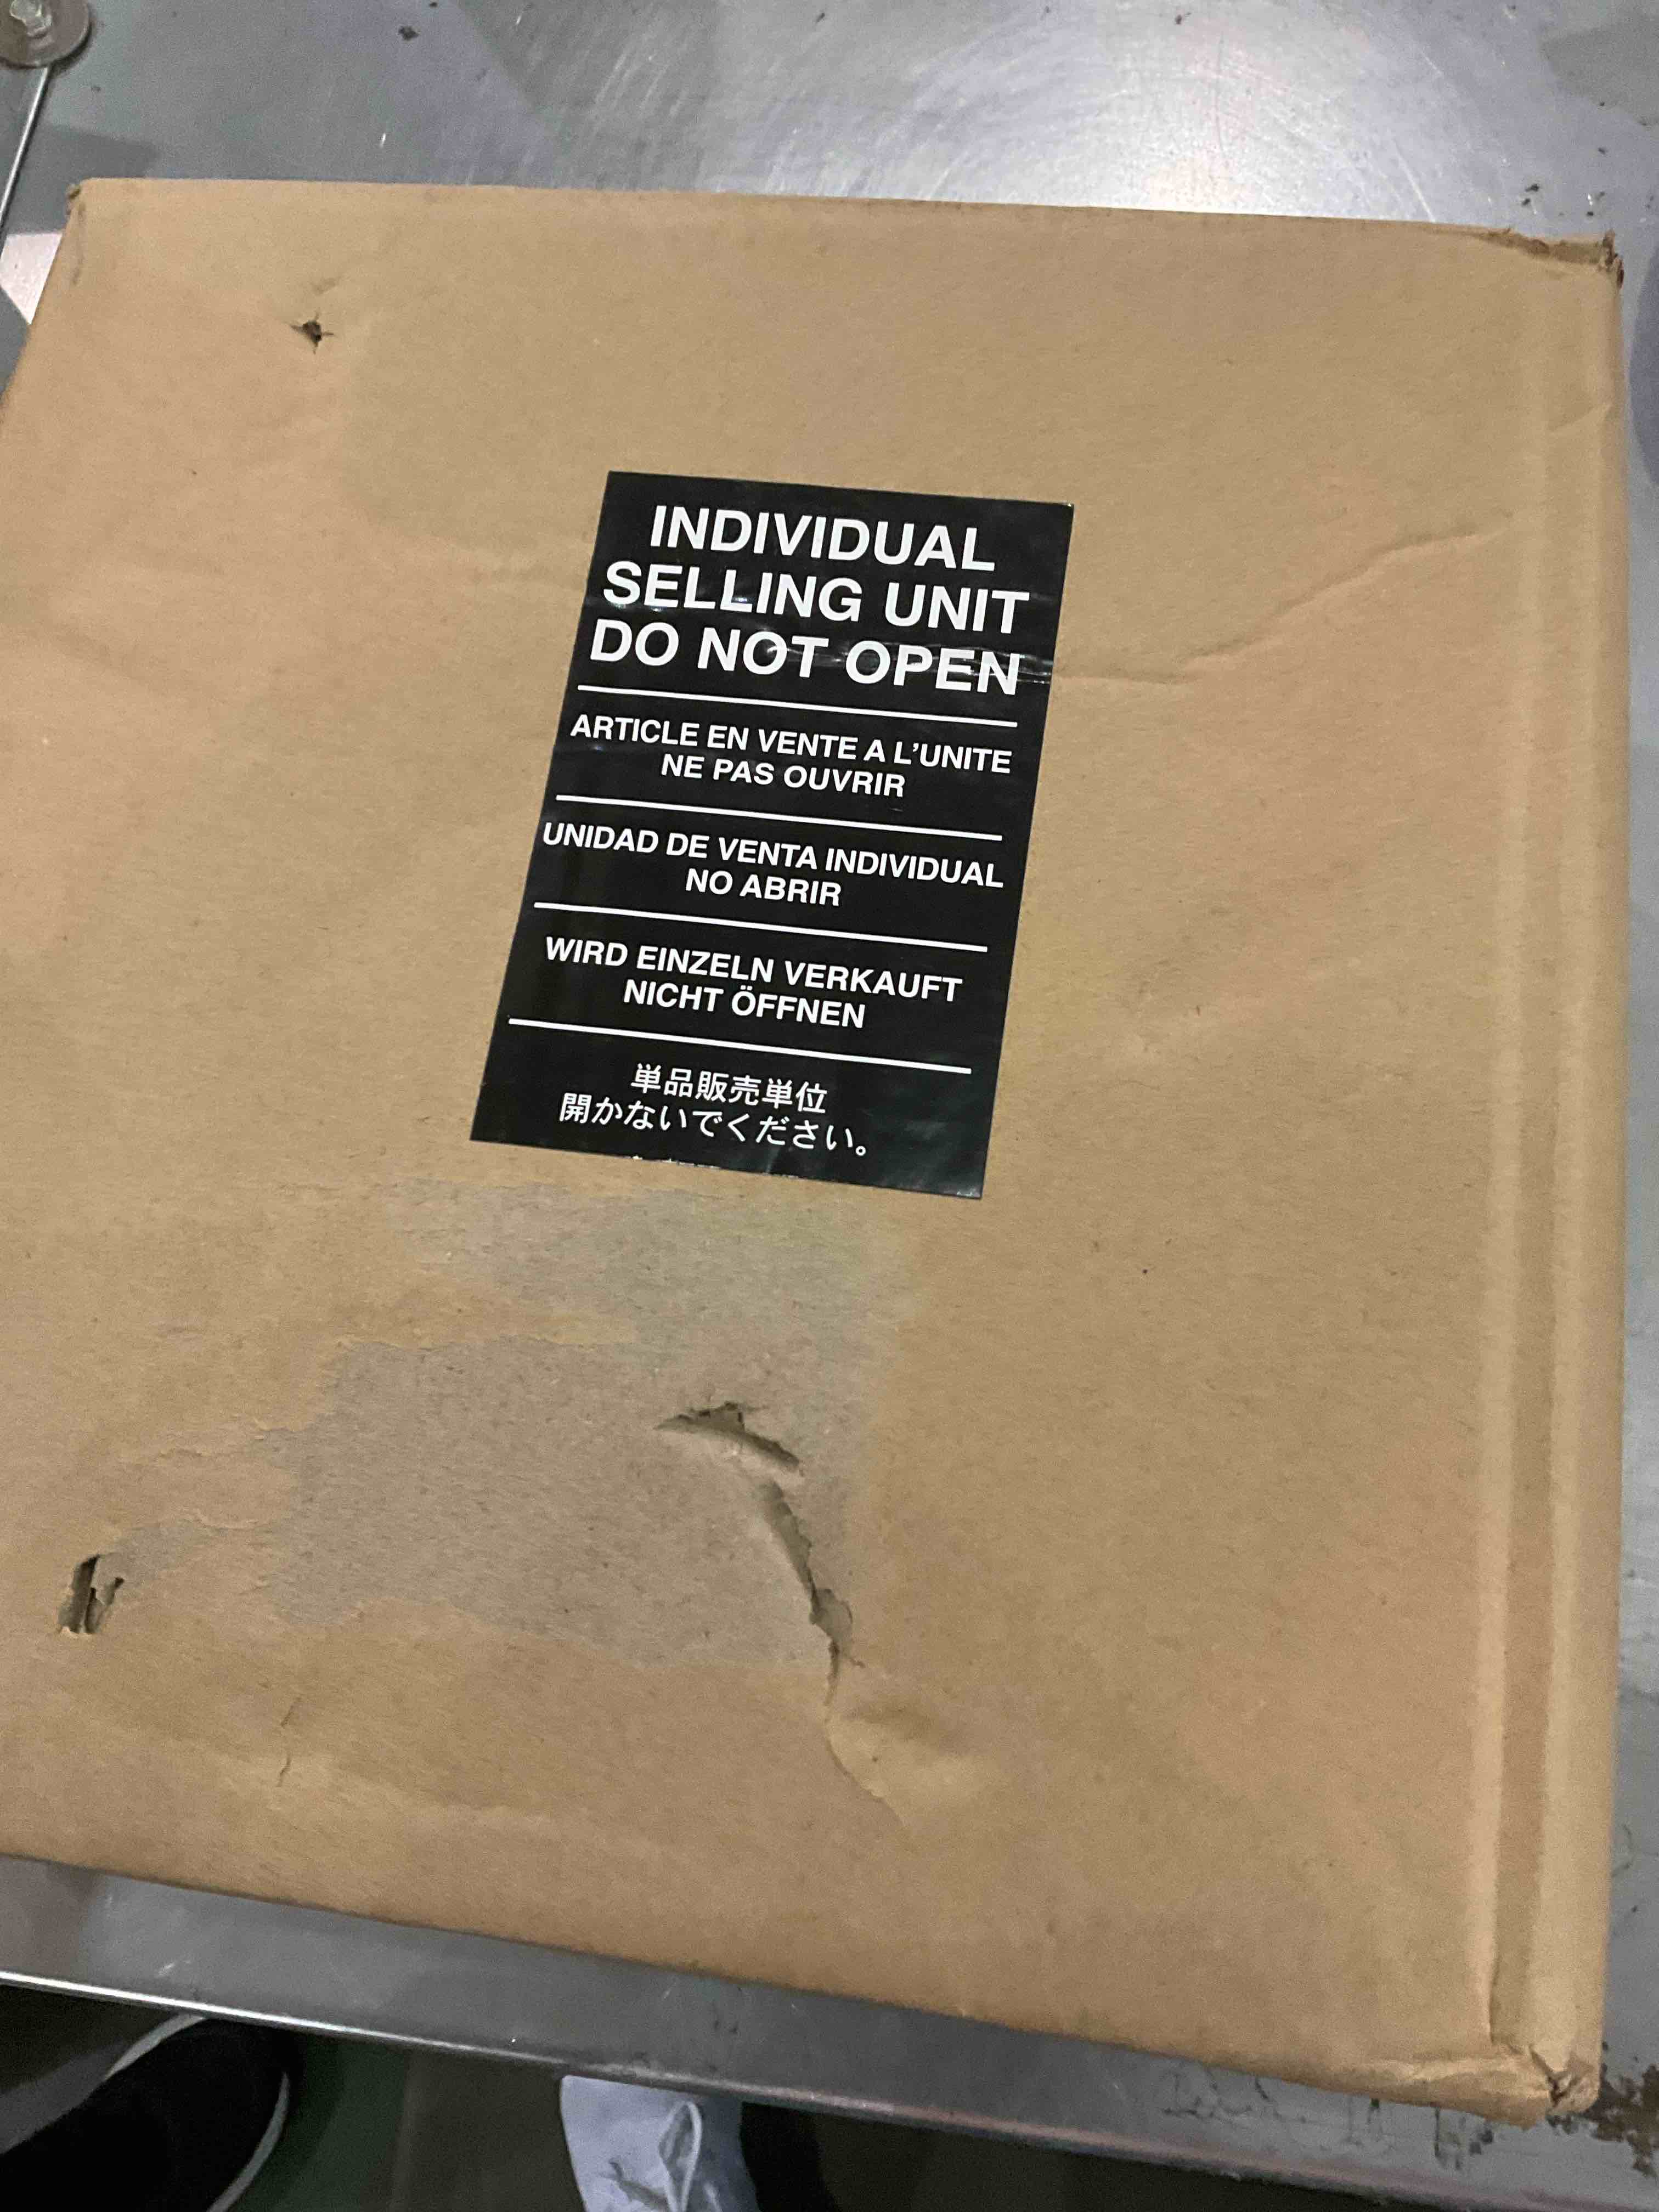 INDIVIDUAL
SELLING UNIT
DO NOT OPEN
ARTICLE EN VENTE A L’UNITE
NE PAS OUVRIR
UNIDAD DE VENTA INDIVIDUAL
NO ABRIR
WIRD EINZELN VERKAUFT
NICHT ÖFFNEN
単品販売単位
開かないでください。